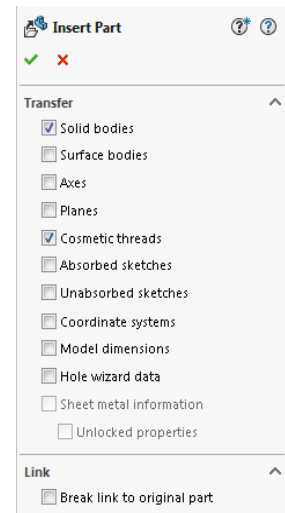 Insert Part
Transfer
Solid bodies
Surface bodies
Axes
Planes
Cosmetic threads
Absorbed sketches
Unabsorbed sketches
Coordinate systems
Model dimensions
Hole wizard data
Sheet metal information
Unlocked properties
Link
Break link to original part